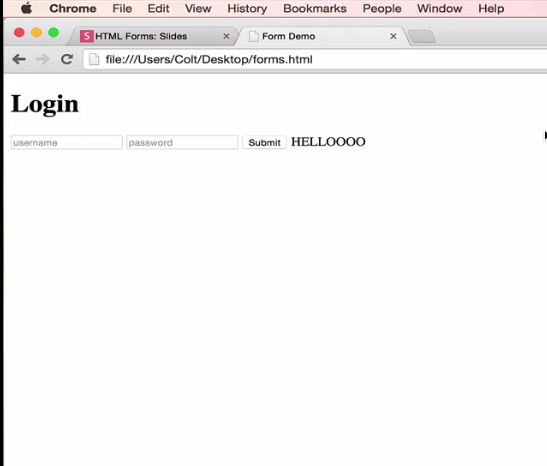 Chrome File Edit View History Bookmarks People Window Help
HTML Forms: Slides Form Demo
file:///Users/Colt/Desktop/forms.html
Login
username password Submit HELLOOOO